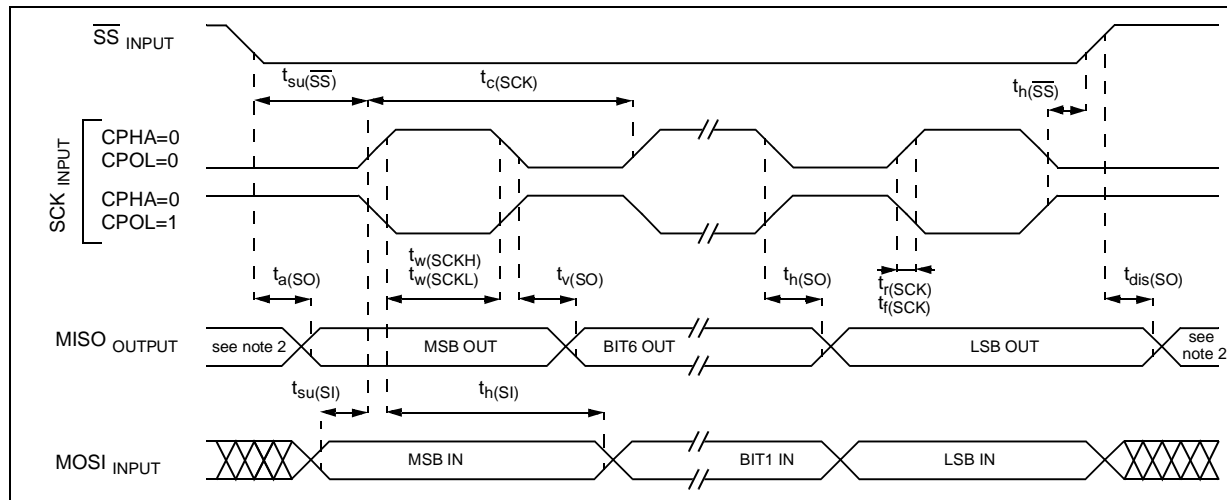 SS INPUT
tsu(SS)
tc(SCK)
th(SS)
SCK INPUT
CPHA=0
CPOL=0
CPHA=0
CPOL=1
ta(SO)
tw(SCKH)
tw(SCKL)
tv(SO)
th(SO)
tr(SCK)
tf(SCK)
tdis(SO)
MISO OUTPUT
see note 2
MSB OUT
BIT6 OUT
LSB OUT
see
note 2
tsu(SI)
th(SI)
MOSI INPUT
MSB IN
BIT1 IN
LSB IN